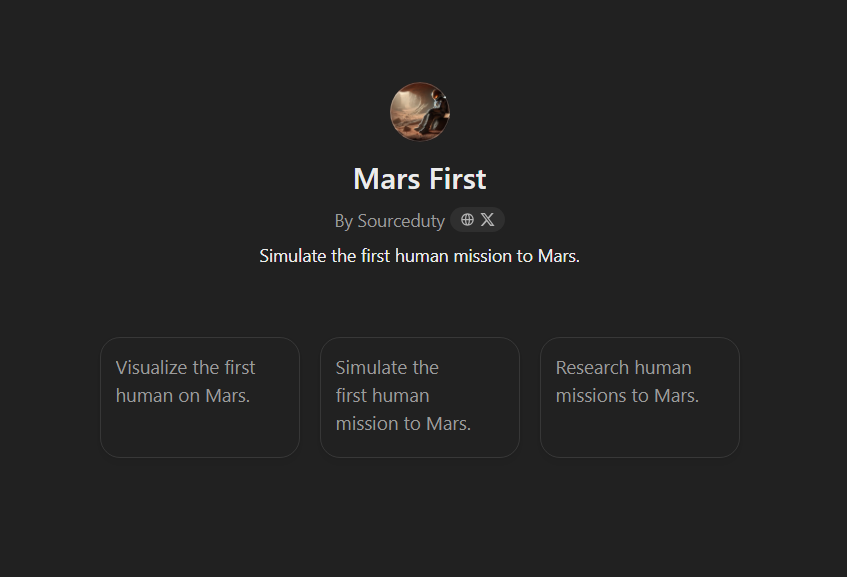 Mars First
By Sourceduty
Simulate the first human mission to Mars.
Visualize the first
human on Mars.
Simulate the
first human
mission to Mars.
Research human
missions to Mars.